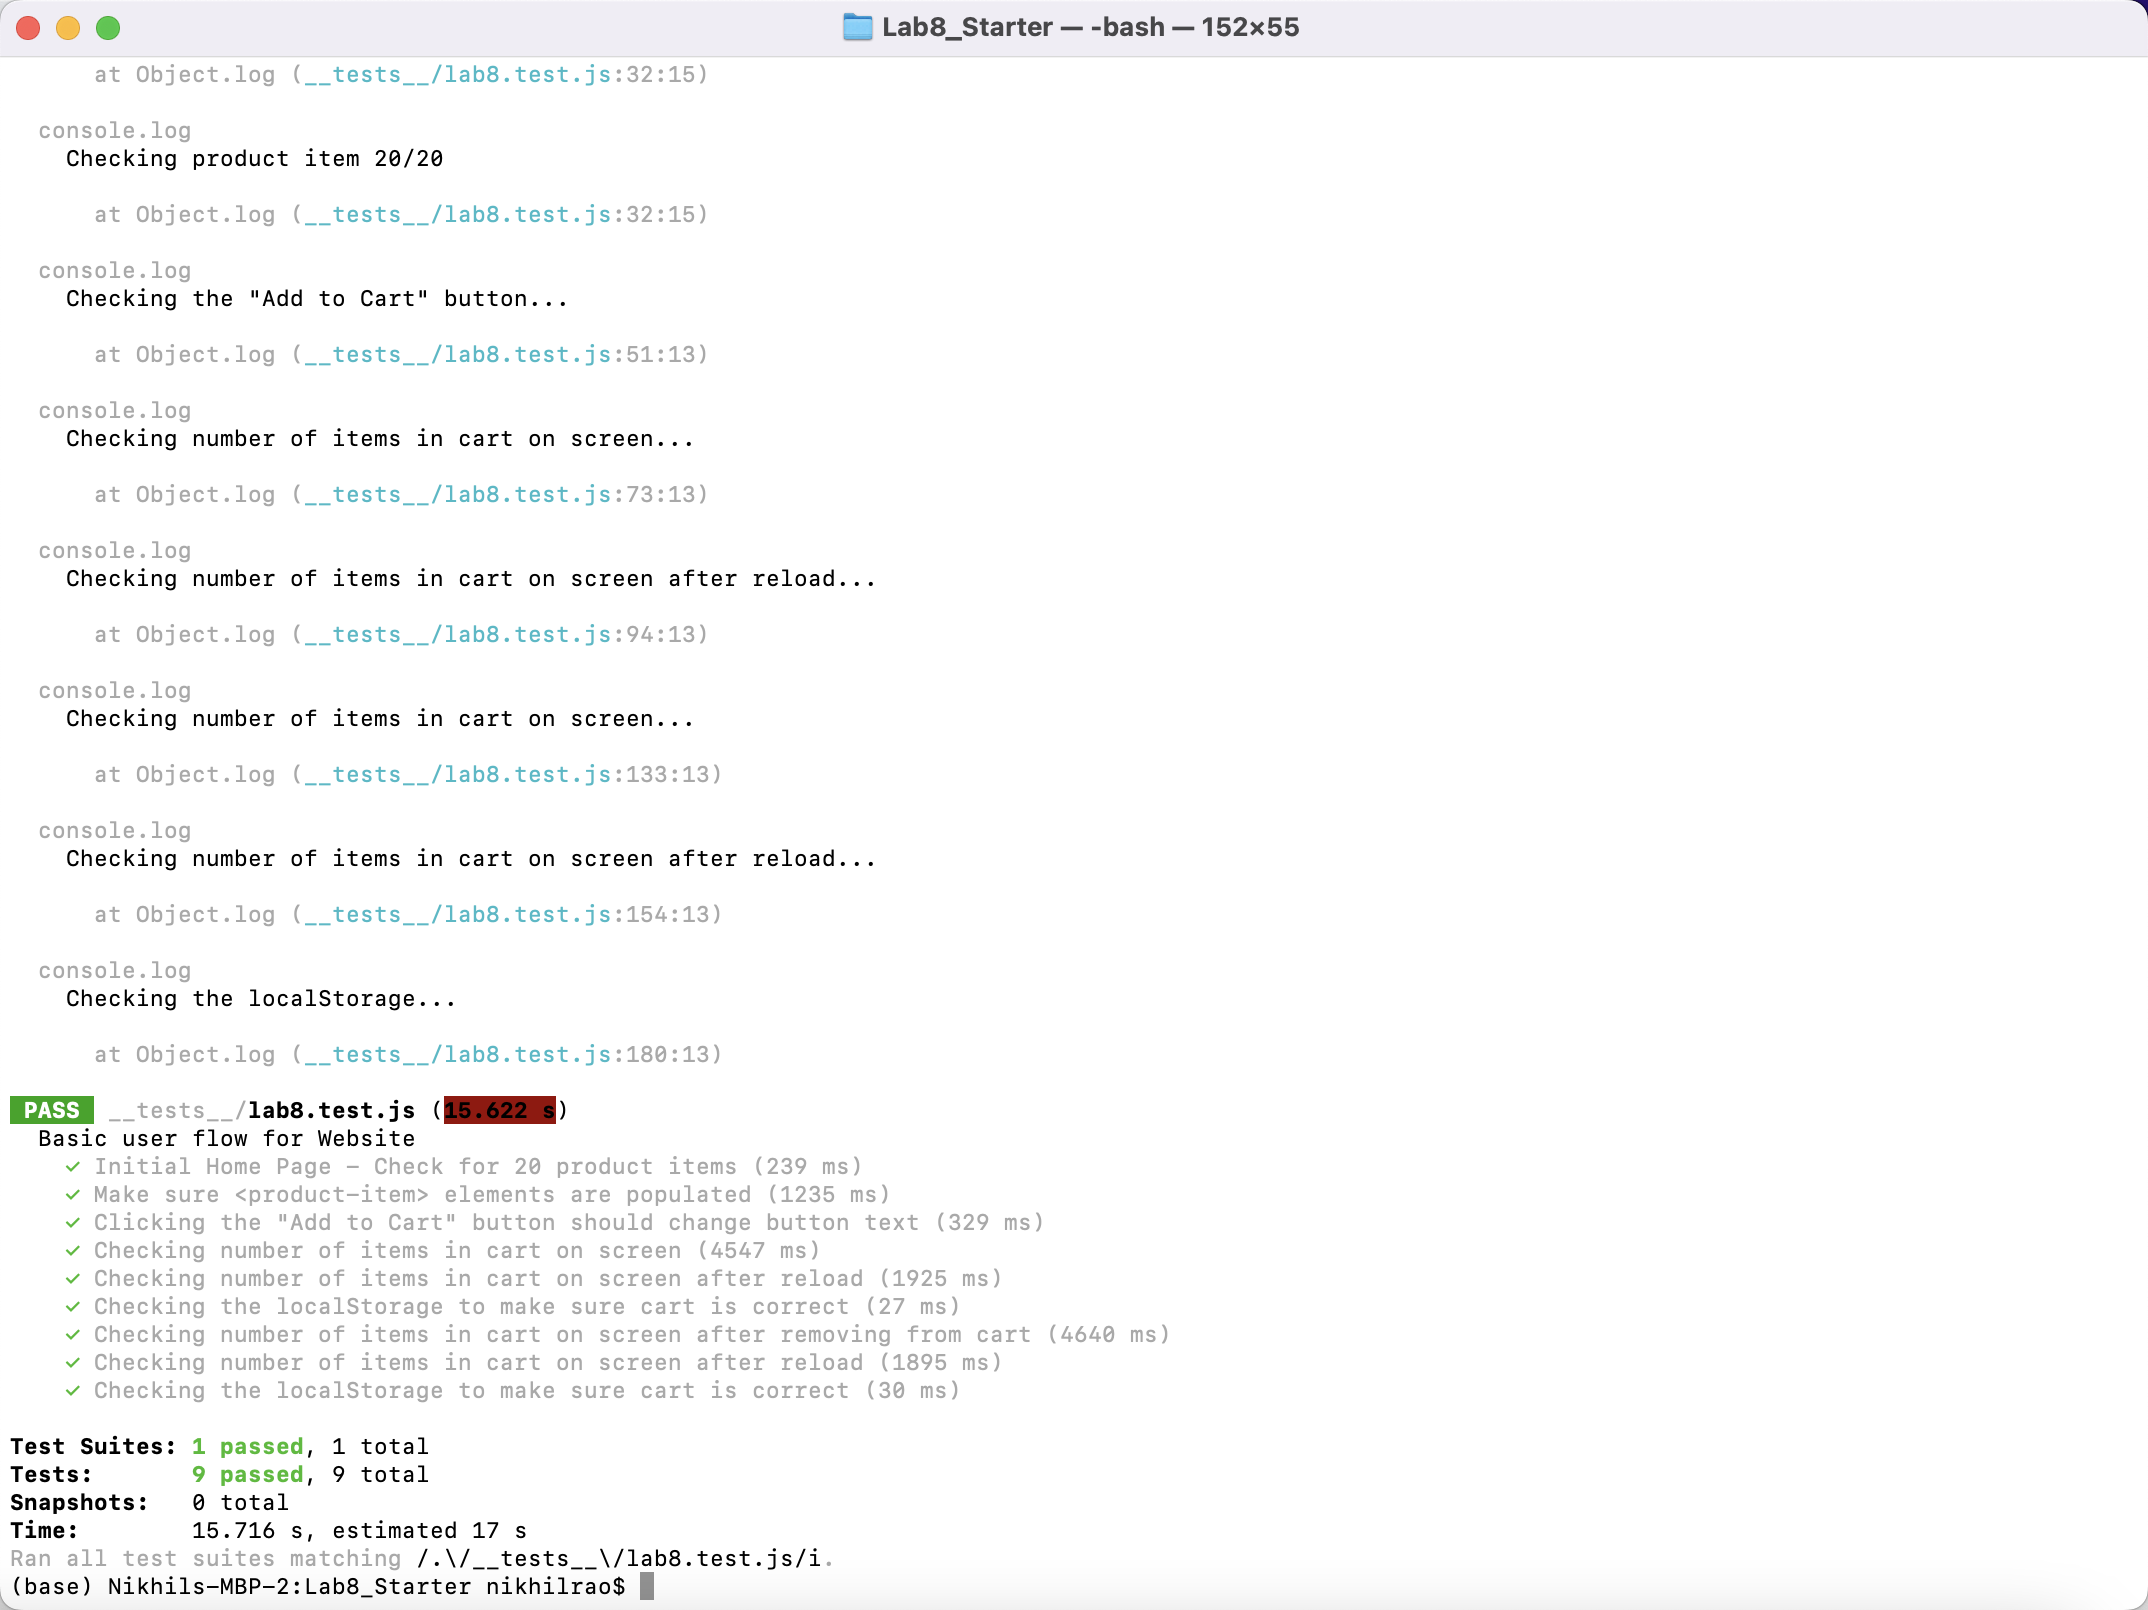 Lab8_Starter — -bash — 152×55
at Object.log (__tests__/lab8.test.js:32:15)
console.log
Checking product item 20/20
at Object.log (__tests__/lab8.test.js:32:15)
console.log
Checking the "Add to Cart" button...
at Object.log (__tests__/lab8.test.js:51:13)
console.log
Checking number of items in cart on screen...
at Object.log (__tests__/lab8.test.js:73:13)
console.log
Checking number of items in cart on screen after reload...
at Object.log (__tests__/lab8.test.js:94:13)
console.log
Checking number of items in cart on screen...
at Object.log (__tests__/lab8.test.js:133:13)
console.log
Checking number of items in cart on screen after reload...
at Object.log (__tests__/lab8.test.js:154:13)
console.log
Checking the localStorage...
at Object.log (__tests__/lab8.test.js:180:13)
PASS __tests__/lab8.test.js (15.622 s)
Basic user flow for Website
✓ Initial Home Page - Check for 20 product items (239 ms)
✓ Make sure <product-item> elements are populated (1235 ms)
✓ Clicking the "Add to Cart" button should change button text (329 ms)
✓ Checking number of items in cart on screen (4547 ms)
✓ Checking number of items in cart on screen after reload (1925 ms)
✓ Checking the localStorage to make sure cart is correct (27 ms)
✓ Checking number of items in cart on screen after removing from cart (4640 ms)
✓ Checking number of items in cart on screen after reload (1895 ms)
✓ Checking the localStorage to make sure cart is correct (30 ms)
Test Suites: 1 passed, 1 total
Tests: 9 passed, 9 total
Snapshots: 0 total
Time: 15.716 s, estimated 17 s
Ran all test suites matching /.\/__tests__\/lab8.test.js/i.
(base) Nikhils-MBP-2:Lab8_Starter nikhilrao$